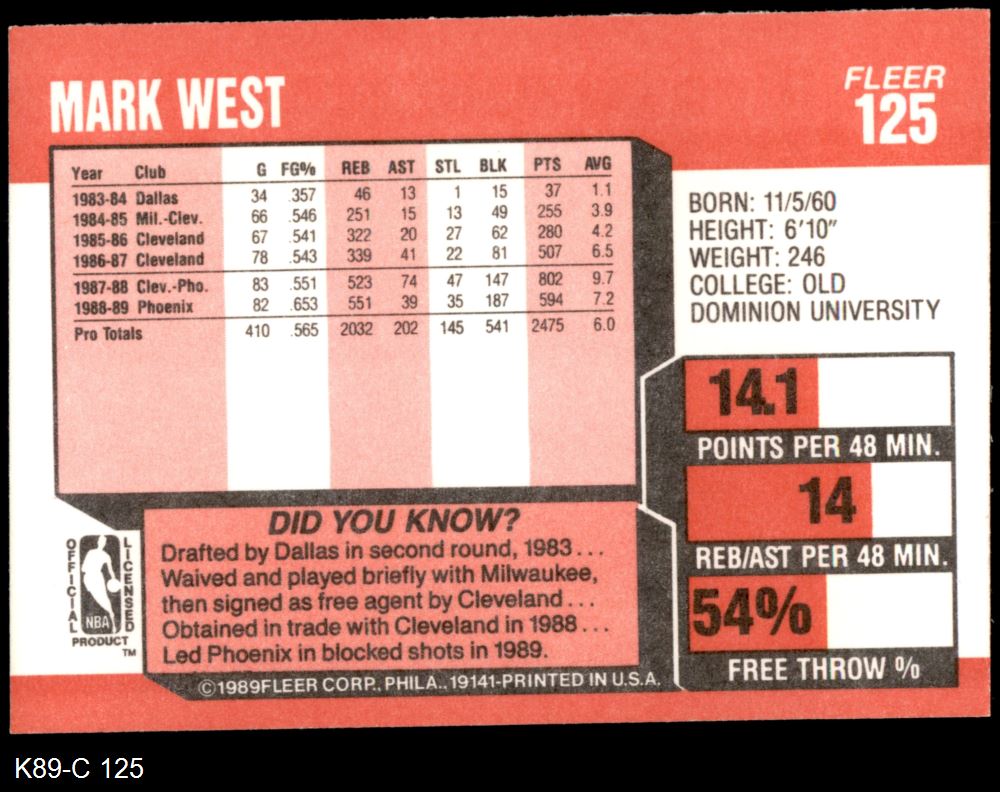 MARK WEST
FLEER
125
Year Club G FG% REB AST STL BLK PTS AVG
1983-84 Dallas 34 .357 46 13 1 15 37 1.1
1984-85 Mil.-Clev. 66 .546 251 15 13 49 255 3.9
1985-86 Cleveland 67 .541 322 20 27 62 280 4.2
1986-87 Cleveland 78 .543 339 41 22 81 507 6.5
1987-88 Clev.-Pho. 83 .551 523 74 47 147 802 9.7
1988-89 Phoenix 82 .653 551 39 35 187 594 7.2
Pro Totals 410 .565 2032 202 145 541 2475 6.0
BORN: 11/5/60
HEIGHT: 6'10"
WEIGHT: 246
COLLEGE: OLD
DOMINION UNIVERSITY
14.1
POINTS PER 48 MIN.
14
REB/AST PER 48 MIN.
54%
FREE THROW %
DID YOU KNOW?
Drafted by Dallas in second round, 1983...
Waived and played briefly with Milwaukee,
then signed as free agent by Cleveland...
Obtained in trade with Cleveland in 1988...
Led Phoenix in blocked shots in 1989.
OFFICIAL
LICENSED
NBA
PRODUCT
TM
©1989FLEER CORP., PHILA., 19141-PRINTED IN U.S.A.
K89-C 125